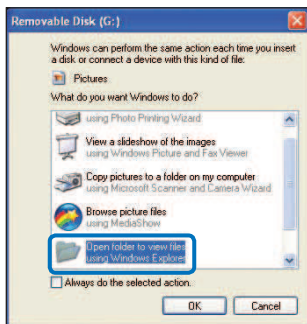 Removable Disk (G:)
Windows can perform the same action each time you insert
a disk or connect a device with this kind of file:
Pictures
What do you want Windows to do?
using Photo Printing Wizard
View a slideshow of the images
using Windows Picture and Fax Viewer
Copy pictures to a folder on my computer
using Microsoft Scanner and Camera Wizard
Browse picture files
using MediaShow
Open folder to view files
using Windows Explorer
Always do the selected action.
OK
Cancel